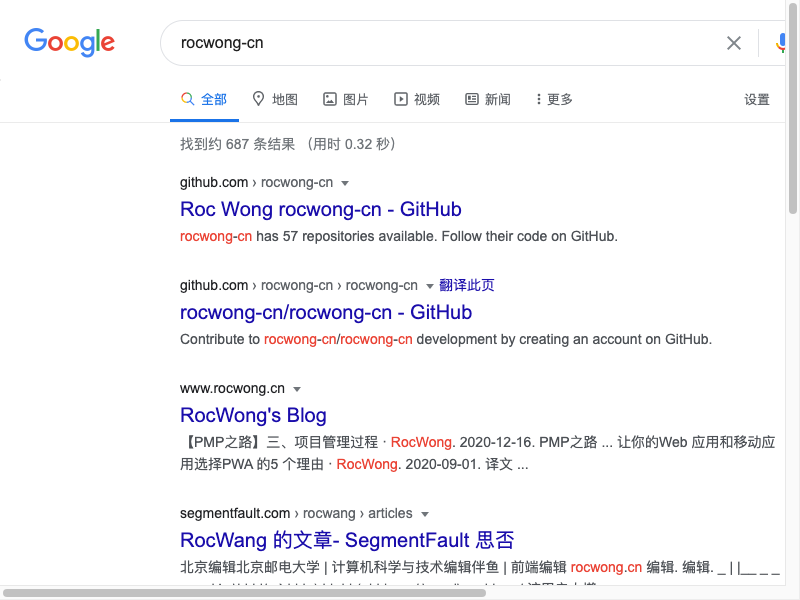 Google
rocwong-cn
全部 地图 图片 视频 新闻 更多 设置
找到约 687 条结果 （用时 0.32 秒）
github.com › rocwong-cn
Roc Wong rocwong-cn - GitHub
rocwong-cn has 57 repositories available. Follow their code on GitHub.
github.com › rocwong-cn › rocwong-cn 翻译此页
rocwong-cn/rocwong-cn - GitHub
Contribute to rocwong-cn/rocwong-cn development by creating an account on GitHub.
www.rocwong.cn
RocWong's Blog
【PMP之路】三、项目管理过程 · RocWong. 2020-12-16. PMP之路 ... 让你的Web 应用和移动应
用选择PWA 的5 个理由 · RocWong. 2020-09-01. 译文 ...
segmentfault.com › rocwang › articles
RocWang 的文章- SegmentFault 思否
北京编辑北京邮电大学 | 计算机科学与技术编辑伴鱼 | 前端编辑 rocwong.cn 编辑. 编辑. _ | |__ _ _